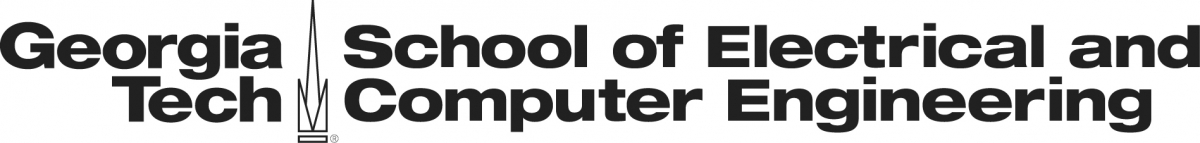 Georgia Tech
®
School of Electrical and
Computer Engineering